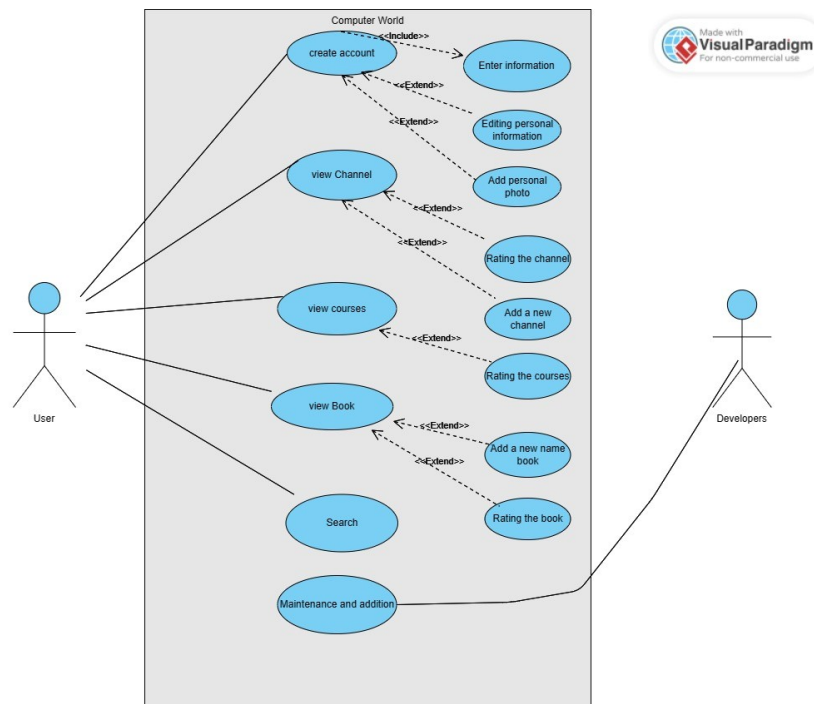 Computer World
Made with
VisualParadigm
For non-commercial use
create account
<<Include>>
Enter information
<<Extend>>
Editing personal
information
<<Extend>>
Add personal
photo
view Channel
<<Extend>>
Rating the channel
<<Extend>>
Add a new
channel
view courses
<<Extend>>
Rating the courses
view Book
<<Extend>>
Add a new name
book
<<Extend>>
Rating the book
Search
Maintenance and addition
User
Developers